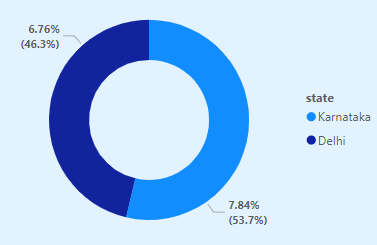 6.76%
(46.3%)
state
Karnataka
Delhi
7.84%
(53.7%)